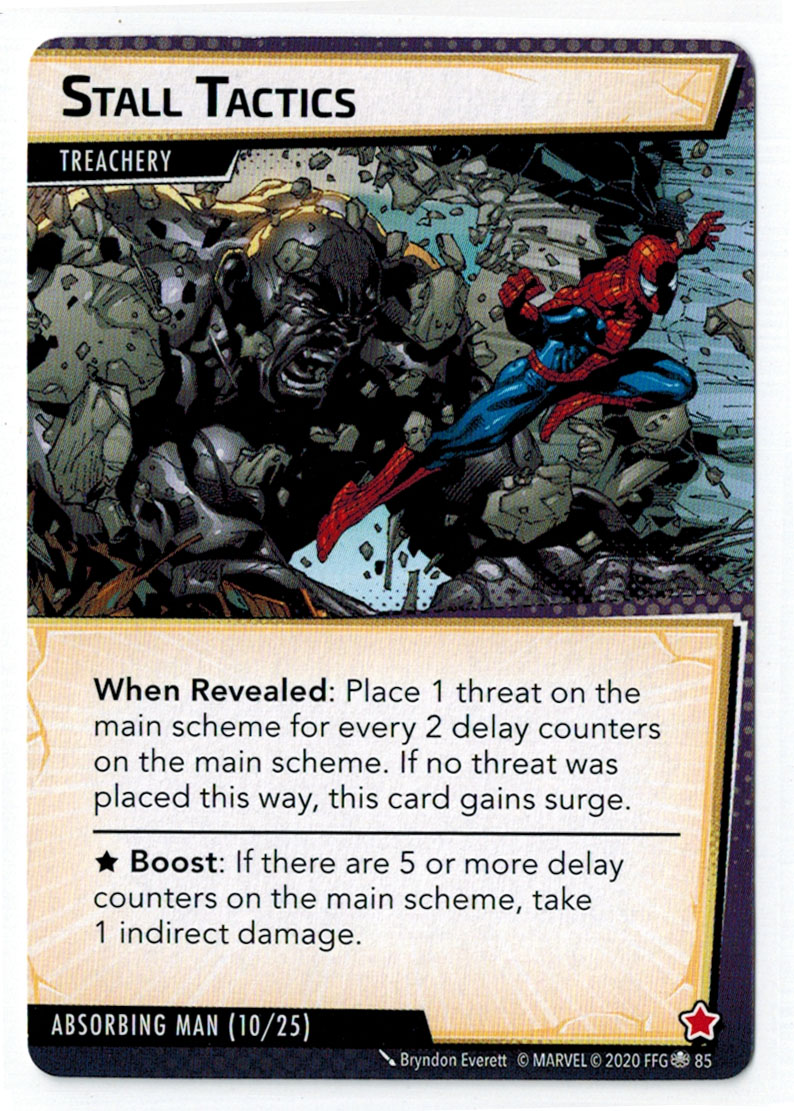 STALL TACTICS
TREACHERY
When Revealed: Place 1 threat on the
main scheme for every 2 delay counters
on the main scheme. If no threat was
placed this way, this card gains surge.
★ Boost: If there are 5 or more delay
counters on the main scheme, take
1 indirect damage.
ABSORBING MAN (10/25)
Bryndon Everett © MARVEL © 2020 FFG 85